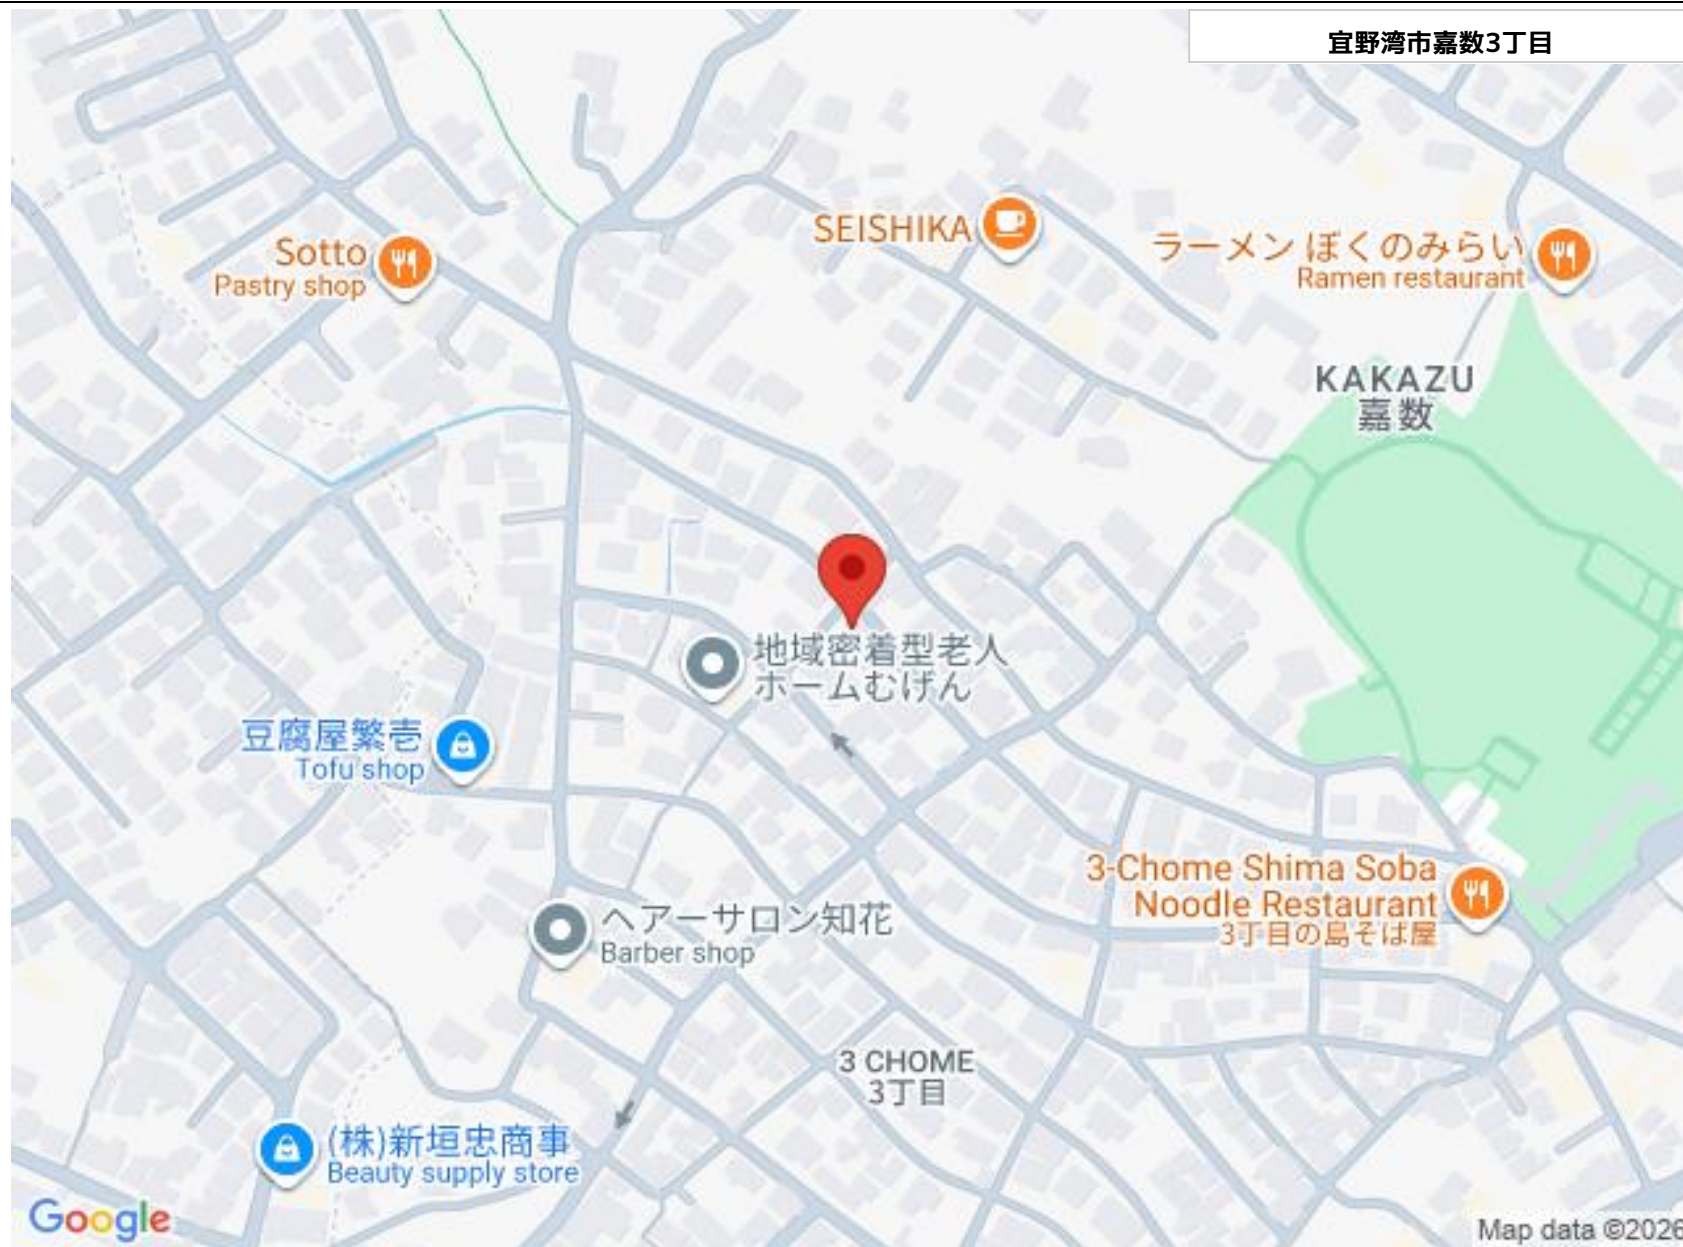 宜野湾市嘉数3丁目
SEISHIKA
ラーメン ぼくのみらい
Ramen restaurant
Sotto
Pastry shop
KAKAZU
嘉数
地域密着型老人
ホームむげん
豆腐屋繁壱
Tofu shop
3-Chome Shima Soba
Noodle Restaurant
3丁目の島そば屋
ヘアーサロン知花
Barber shop
3 CHOME
3丁目
(株)新垣忠商事
Beauty supply store
Google
Map data ©2026